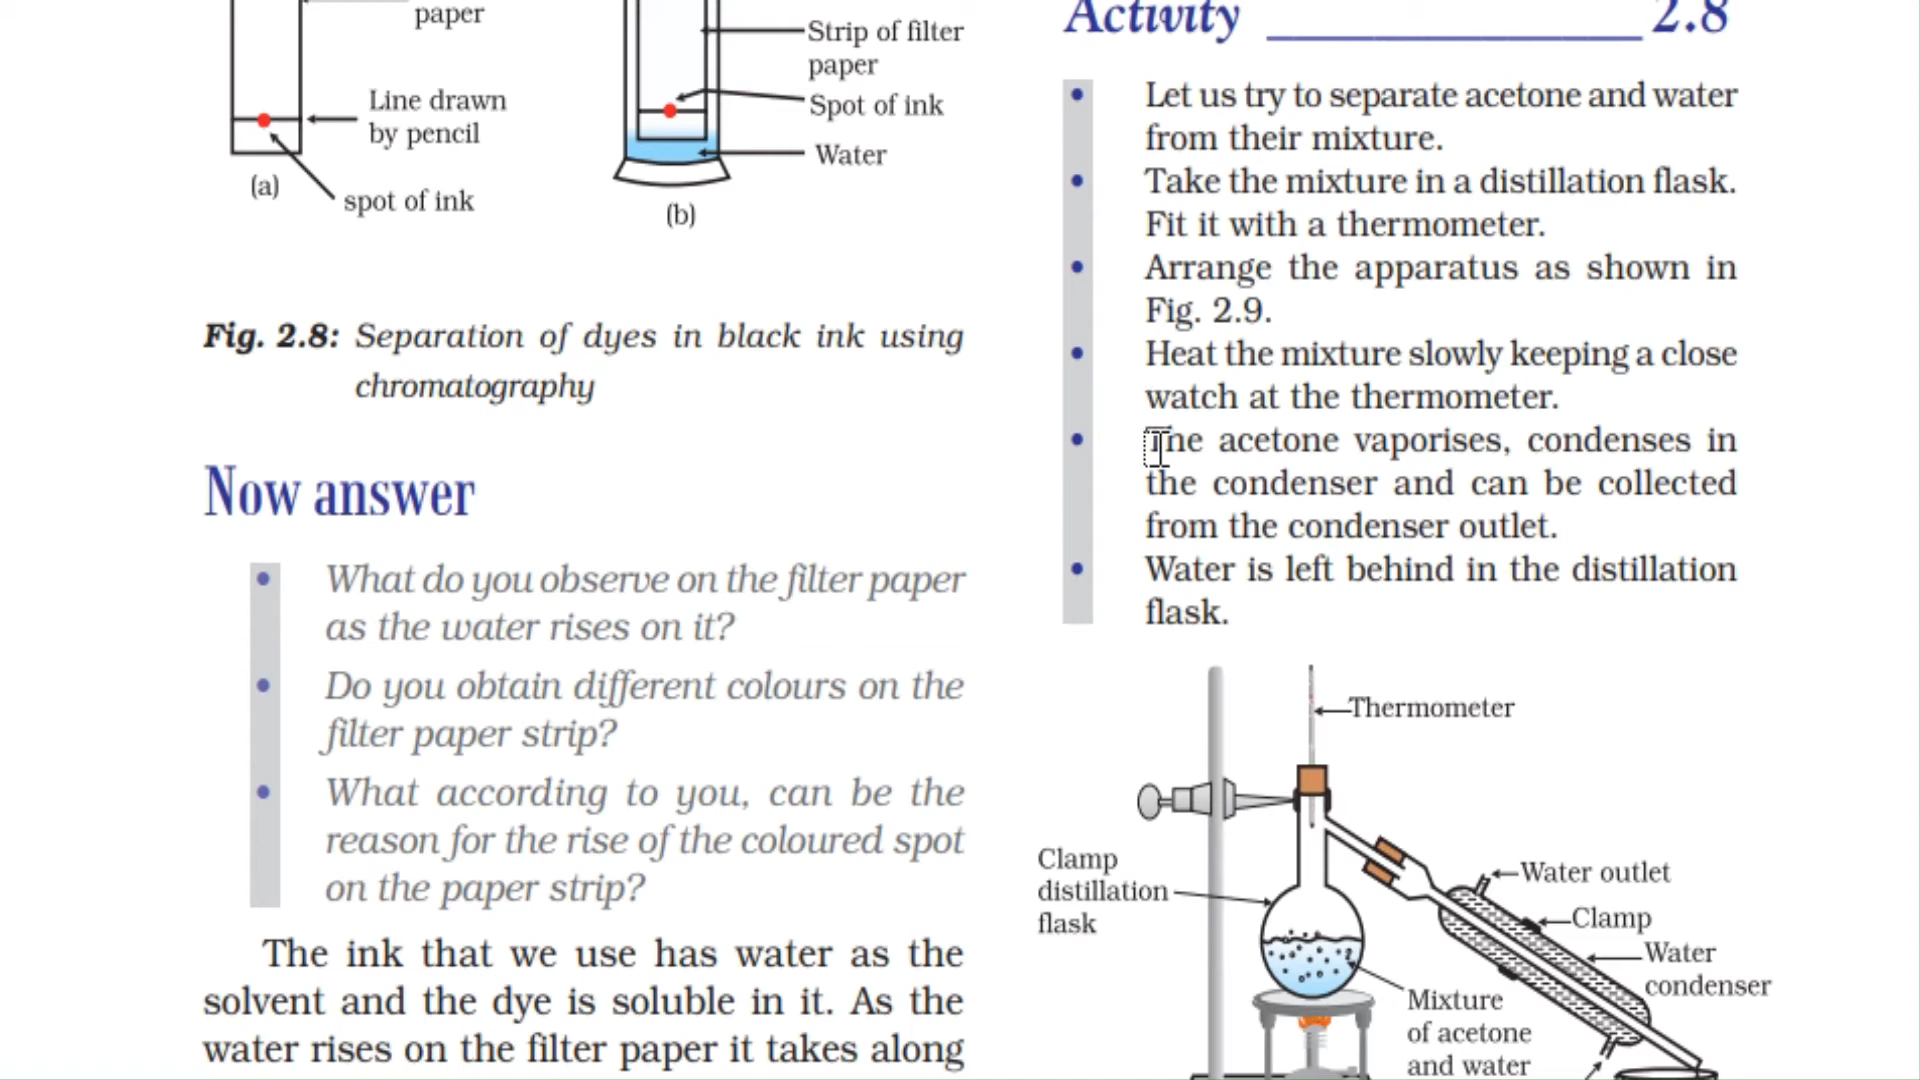 paper
Line drawn
by pencil
(a)
spot of ink
Strip of filter
paper
Spot of ink
Water
(b)
Fig. 2.8: Separation of dyes in black ink using
chromatography
Now answer
• What do you observe on the filter paper
as the water rises on it?
• Do you obtain different colours on the
filter paper strip?
• What according to you, can be the
reason for the rise of the coloured spot
on the paper strip?
The ink that we use has water as the
solvent and the dye is soluble in it. As the
water rises on the filter paper it takes along
Activity ______________ 2.8
• Let us try to separate acetone and water
from their mixture.
• Take the mixture in a distillation flask.
Fit it with a thermometer.
• Arrange the apparatus as shown in
Fig. 2.9.
• Heat the mixture slowly keeping a close
watch at the thermometer.
• The acetone vaporises, condenses in
the condenser and can be collected
from the condenser outlet.
• Water is left behind in the distillation
flask.
Thermometer
Clamp
distillation
flask
Water outlet
Clamp
Water
condenser
Mixture
of acetone
and water